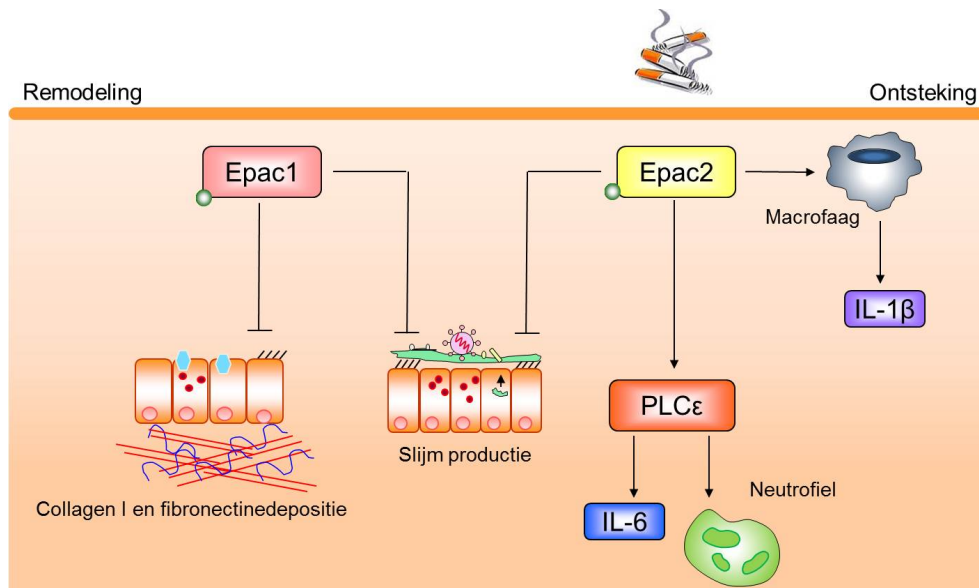 Remodeling
Ontsteking
Epac1
Epac2
Macrofaag
IL-1β
PLCε
Slijm productie
Neutrofiel
Collagen I en fibronectinedepositie
IL-6